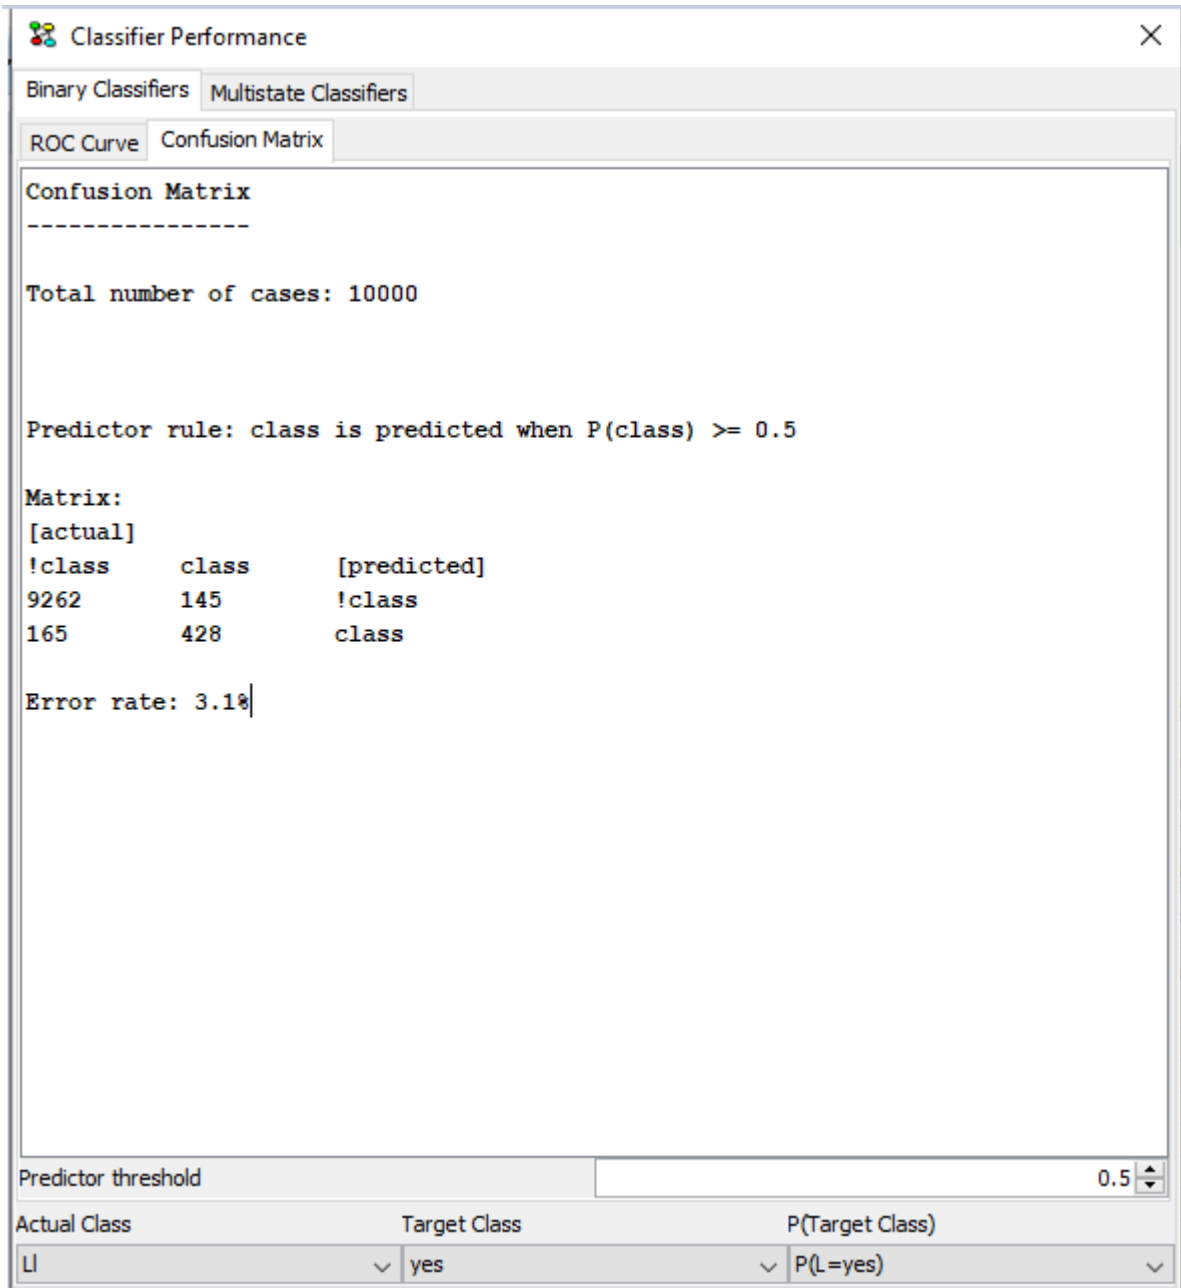 Classifier Performance
Binary Classifiers Multistate Classifiers
ROC Curve Confusion Matrix
Confusion Matrix
----------------
Total number of cases: 10000
Predictor rule: class is predicted when P(class) >= 0.5
Matrix:
[actual]
!class class [predicted]
9262 145 !class
165 428 class
Error rate: 3.1%
Predictor threshold 0.5
Actual Class Target Class P(Target Class)
Ll yes P(L=yes)